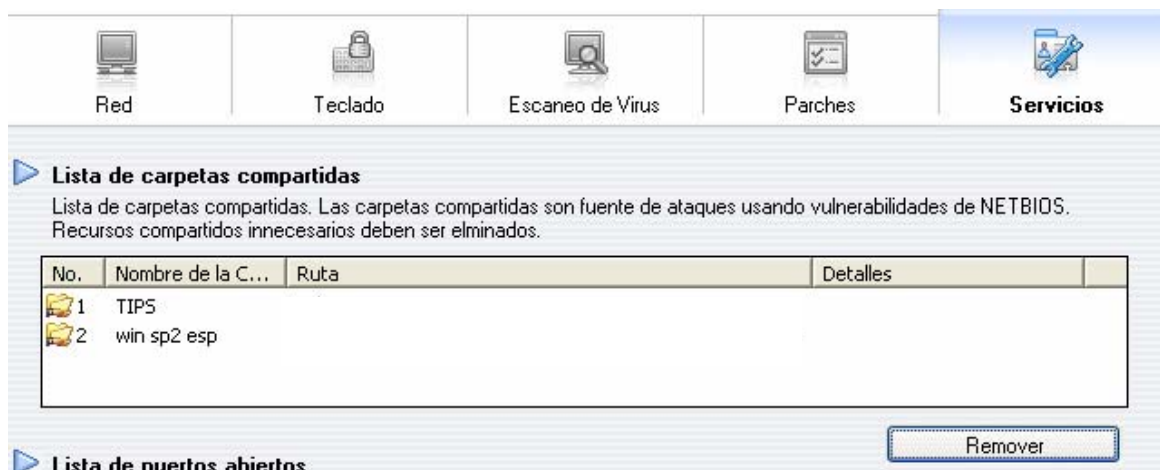 Red Teclado Escaneo de Virus Parches Servicios
Lista de carpetas compartidas
Lista de carpetas compartidas. Las carpetas compartidas son fuente de ataques usando vulnerabilidades de NETBIOS.
Recursos compartidos innecesarios deben ser elminados.
No. Nombre de la C... Ruta Detalles
1 TIPS
2 win sp2 esp
Remover
Lista de puertos abiertos